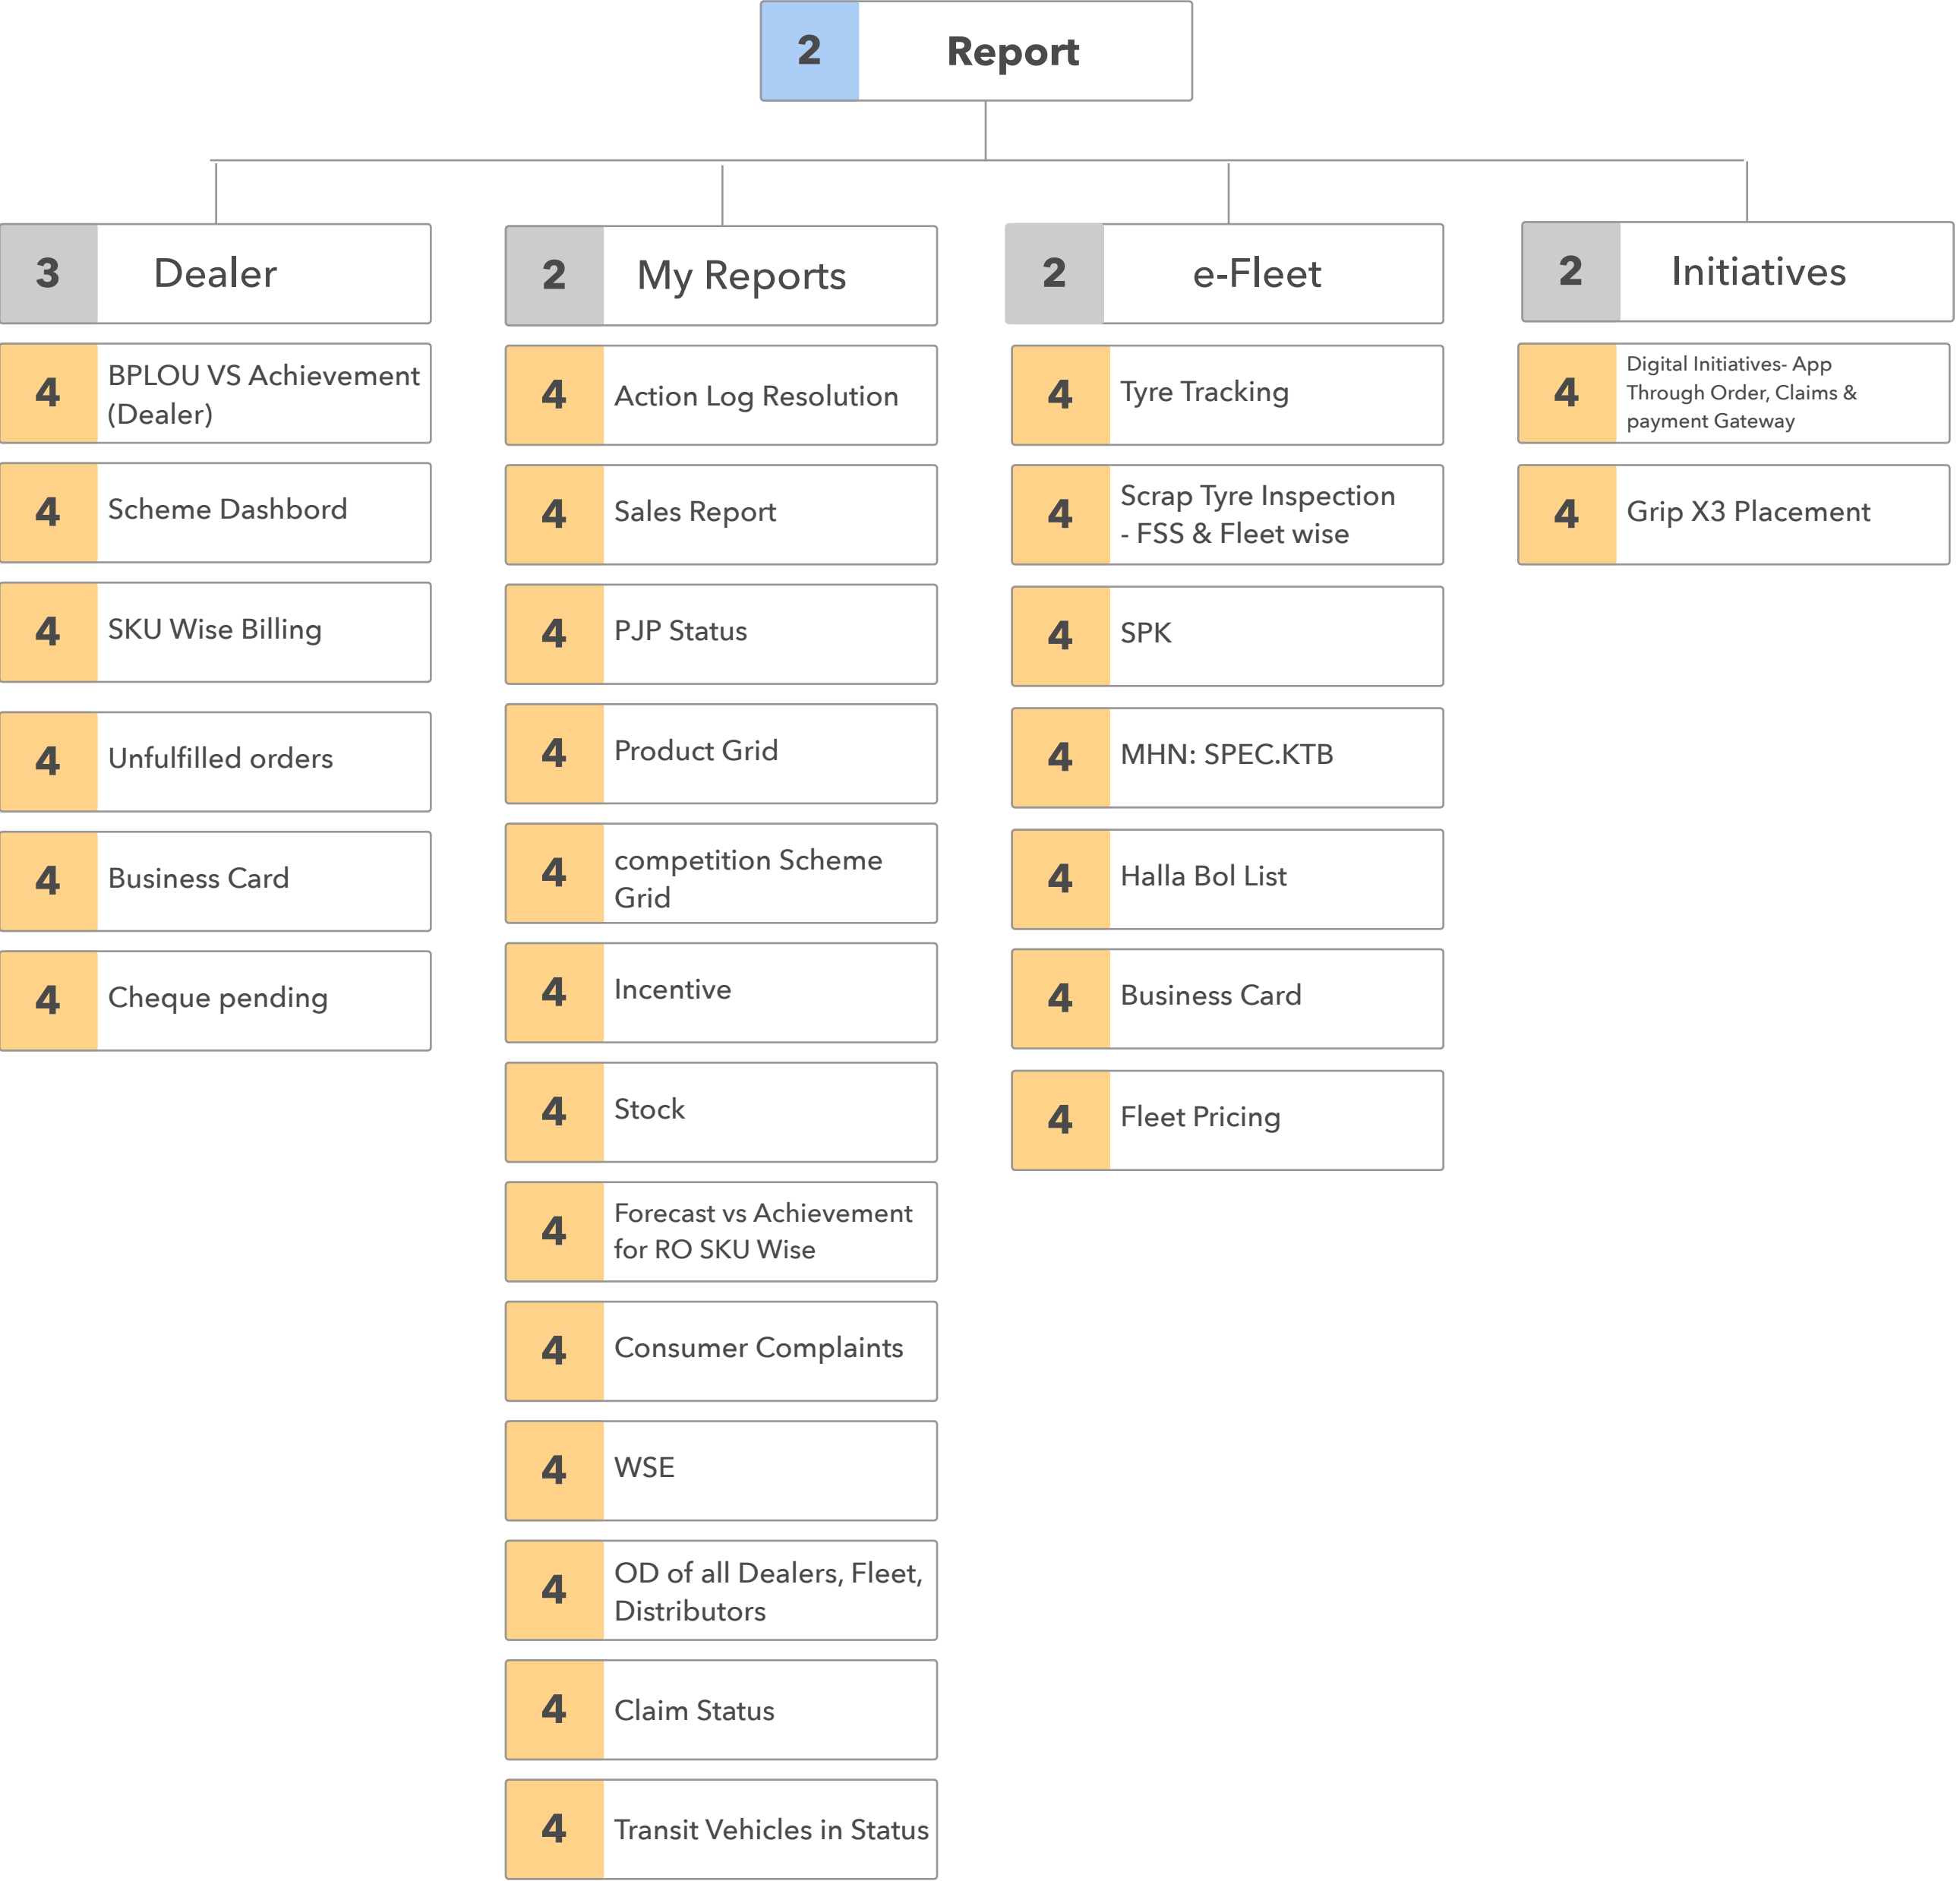 2
Report
3
Dealer
4
BPLOU VS Achievement
(Dealer)
4
Scheme Dashbord
4
SKU Wise Billing
4
Unfulfilled orders
4
Business Card
4
Cheque pending
2
My Reports
4
Action Log Resolution
4
Sales Report
4
PJP Status
4
Product Grid
4
competition Scheme
Grid
4
Incentive
4
Stock
4
Forecast vs Achievement
for RO SKU Wise
4
Consumer Complaints
4
WSE
4
OD of all Dealers, Fleet,
Distributors
4
Claim Status
4
Transit Vehicles in Status
2
e-Fleet
4
Tyre Tracking
4
Scrap Tyre Inspection
- FSS & Fleet wise
4
SPK
4
MHN: SPEC.KTB
4
Halla Bol List
4
Business Card
4
Fleet Pricing
2
Initiatives
4
Digital Initiatives- App
Through Order, Claims &
payment Gateway
4
Grip X3 Placement